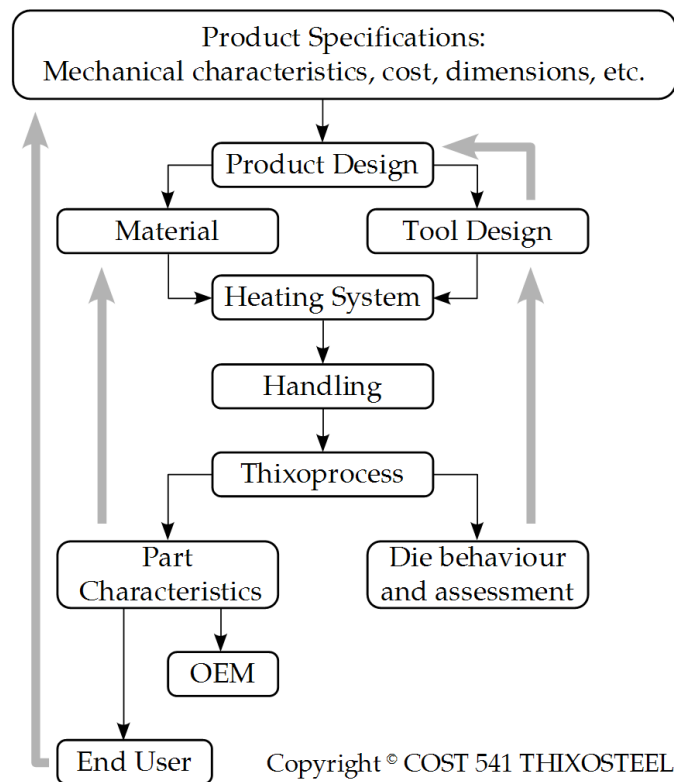 Product Specifications:
Mechanical characteristics, cost, dimensions, etc.
Product Design
Material
Tool Design
Heating System
Handling
Thixoprocess
Part
Characteristics
Die behaviour
and assessment
OEM
End User
Copyright © COST 541 THIXOSTEEL